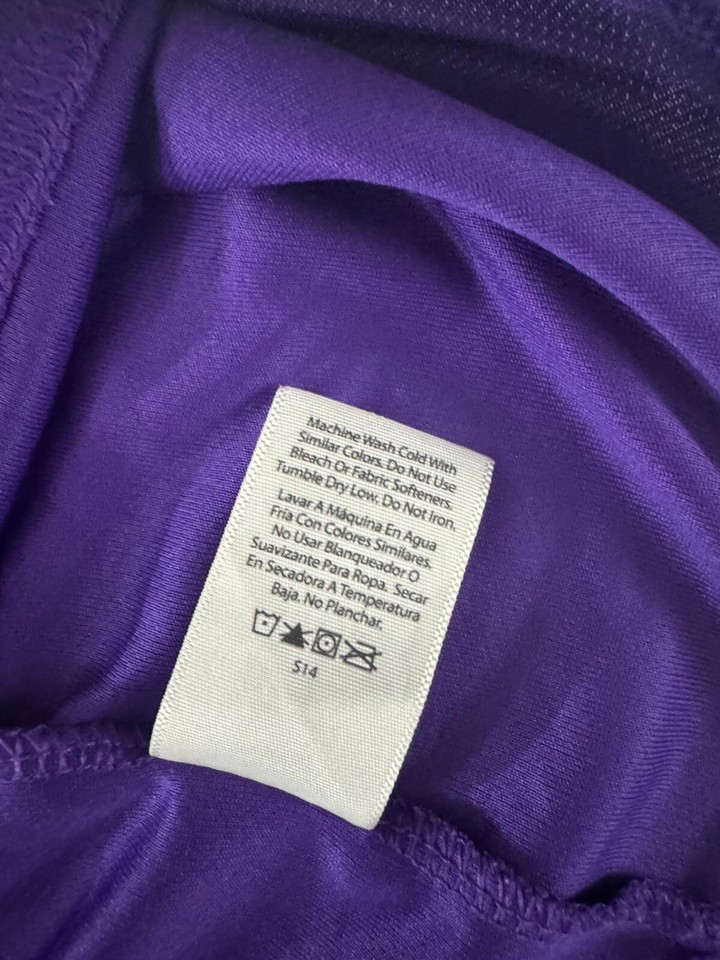 Machine Wash Cold With
Similar Colors. Do Not Use
Bleach Or Fabric Softeners.
Tumble Dry Low. Do Not Iron.
Lavar A Máquina En Agua
Fría Con Colores Similares.
No Usar Blanqueador O
Suavizante Para Ropa. Secar
En Secadora A Temperatura
Baja. No Planchar.
S14